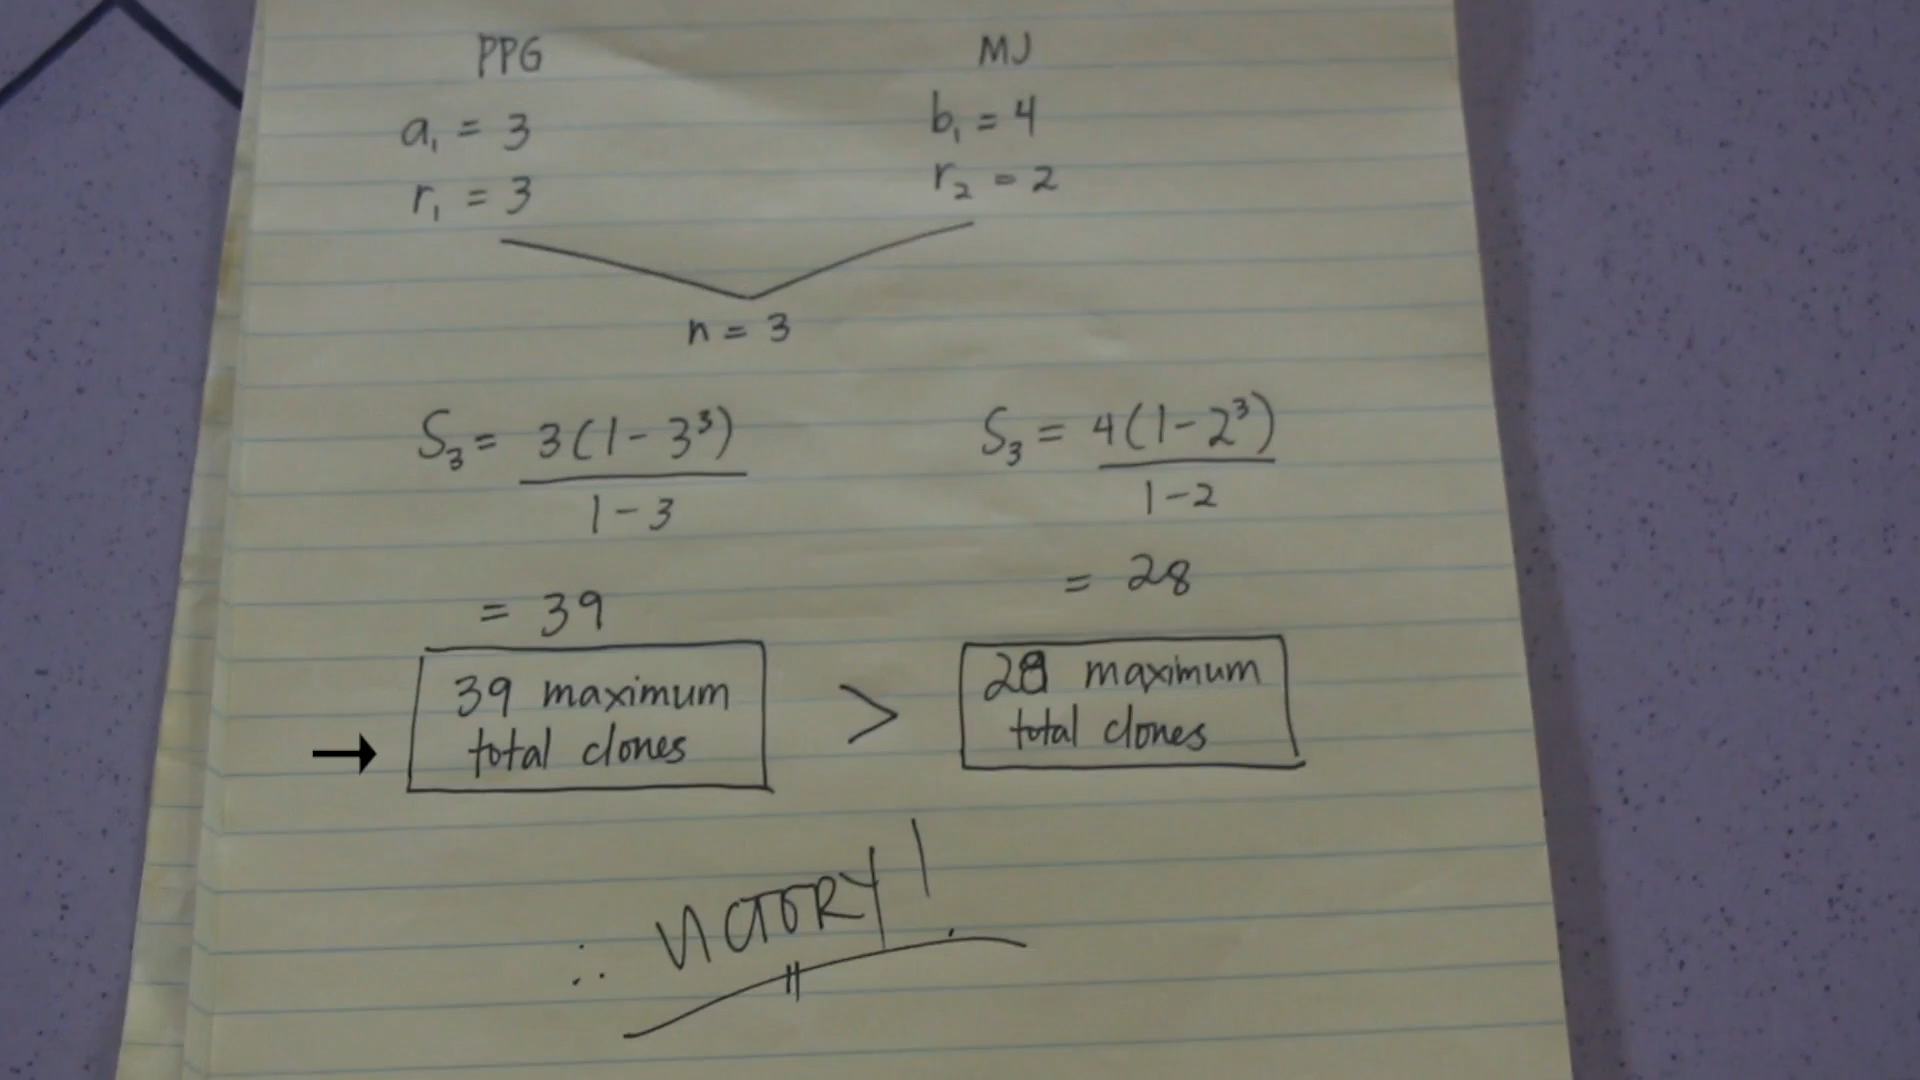 PPG
a₁ = 3
r₁ = 3
MJ
b₁ = 4
r₂ = 2
n = 3
S₃ = 3(1-3³)
1-3
= 39
S₃ = 4(1-2³)
1-2
= 28
39 maximum
total clones
>
28 maximum
total clones
∴ VICTORY!